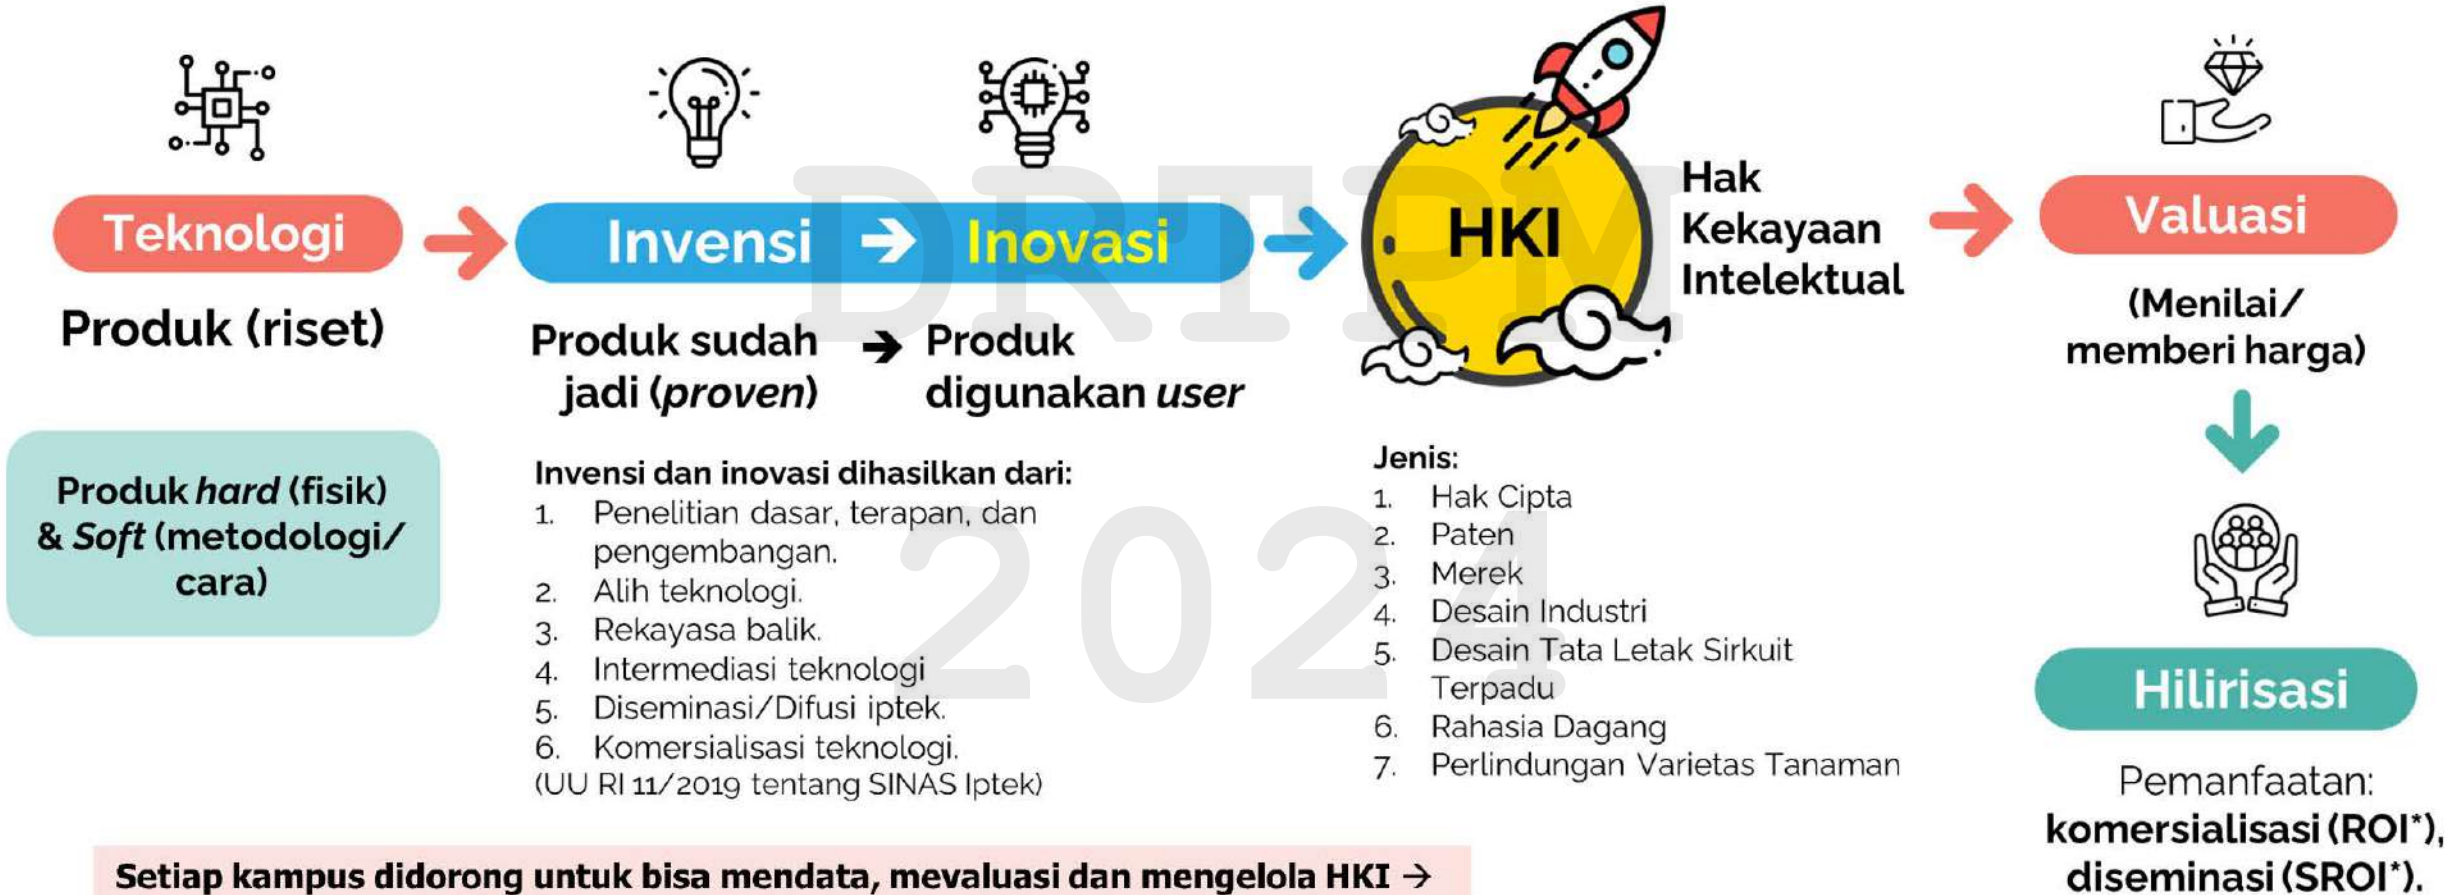 Teknologi
Produk (riset)
Produk hard (fisik)
& Soft (metodologi/
cara)
Invensi → Inovasi
Produk sudah
jadi (proven)
→ Produk
digunakan user
Invensi dan inovasi dihasilkan dari:
1. Penelitian dasar, terapan, dan
pengembangan.
2. Alih teknologi.
3. Rekayasa balik.
4. Intermediasi teknologi
5. Diseminasi/Difusi iptek.
6. Komersialisasi teknologi.
(UU RI 11/2019 tentang SINAS Iptek)
HKI
Hak
Kekayaan
Intelektual
Jenis:
1. Hak Cipta
2. Paten
3. Merek
4. Desain Industri
5. Desain Tata Letak Sirkuit
Terpadu
6. Rahasia Dagang
7. Perlindungan Varietas Tanaman
Valuasi
(Menilai/
memberi harga)
Hilirisasi
Pemanfaatan:
komersialisasi (ROI*),
diseminasi (SROI*).
Setiap kampus didorong untuk bisa mendata, mevaluasi dan mengelola HKI →
DRTPM
2024